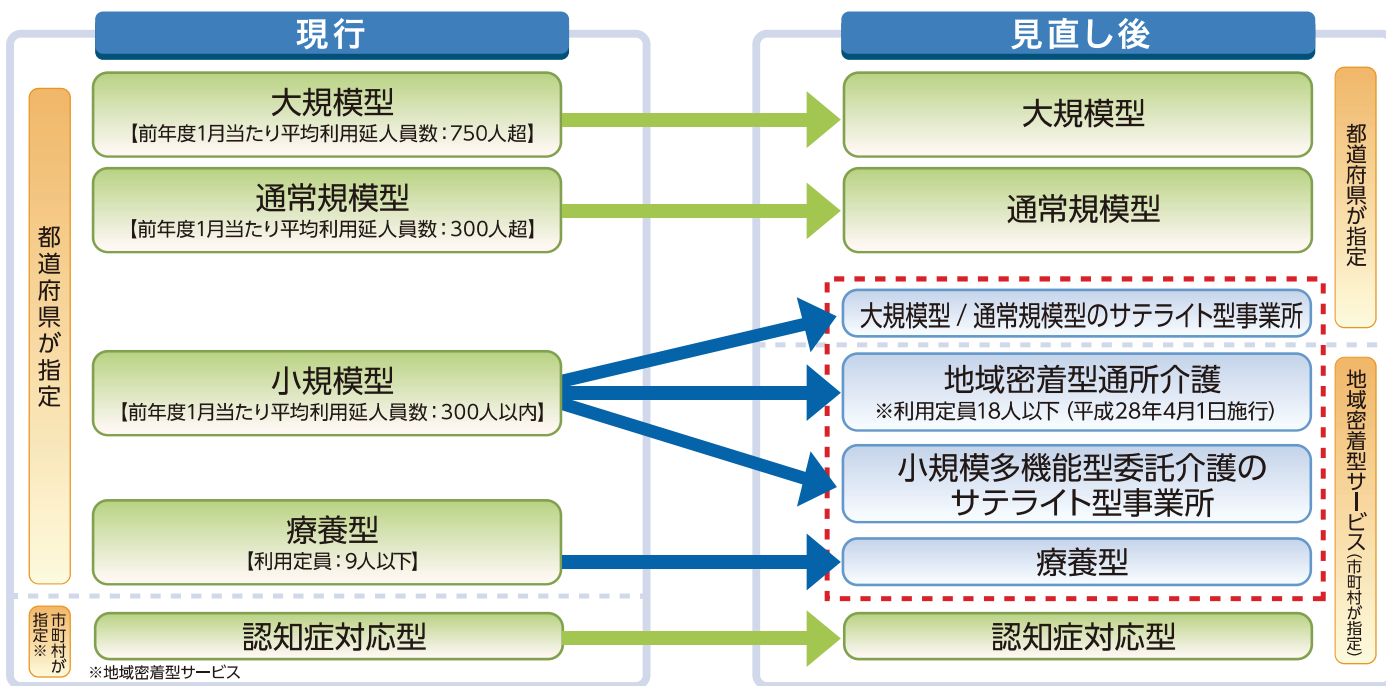 現行
都道府県が指定
大規模型
【前年度1月当たり平均利用延人員数：750人超】
通常規模型
【前年度1月当たり平均利用延人員数：300人超】
小規模型
【前年度1月当たり平均利用延人員数：300人以内】
療養型
【利用定員：9人以下】
市町村が
指定※
認知症対応型
※地域密着型サービス
見直し後
大規模型
通常規模型
都道府県が指定
大規模型 / 通常規模型のサテライト型事業所
地域密着型通所介護
※利用定員18人以下（平成28年4月1日施行）
小規模多機能型委託介護の
サテライト型事業所
療養型
認知症対応型
地域密着型サービス（市町村が指定）